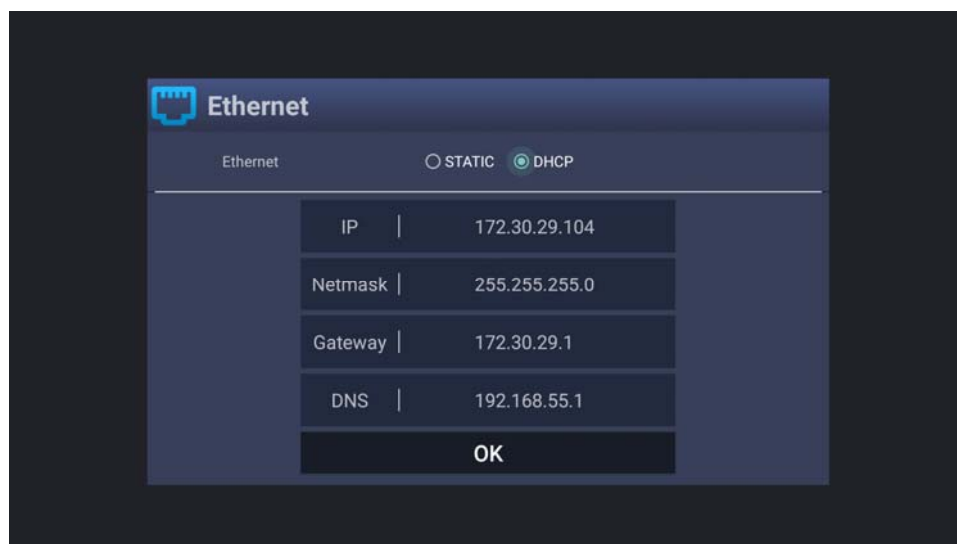 Ethernet
Ethernet STATIC DHCP
IP | 172.30.29.104
Netmask | 255.255.255.0
Gateway | 172.30.29.1
DNS | 192.168.55.1
OK